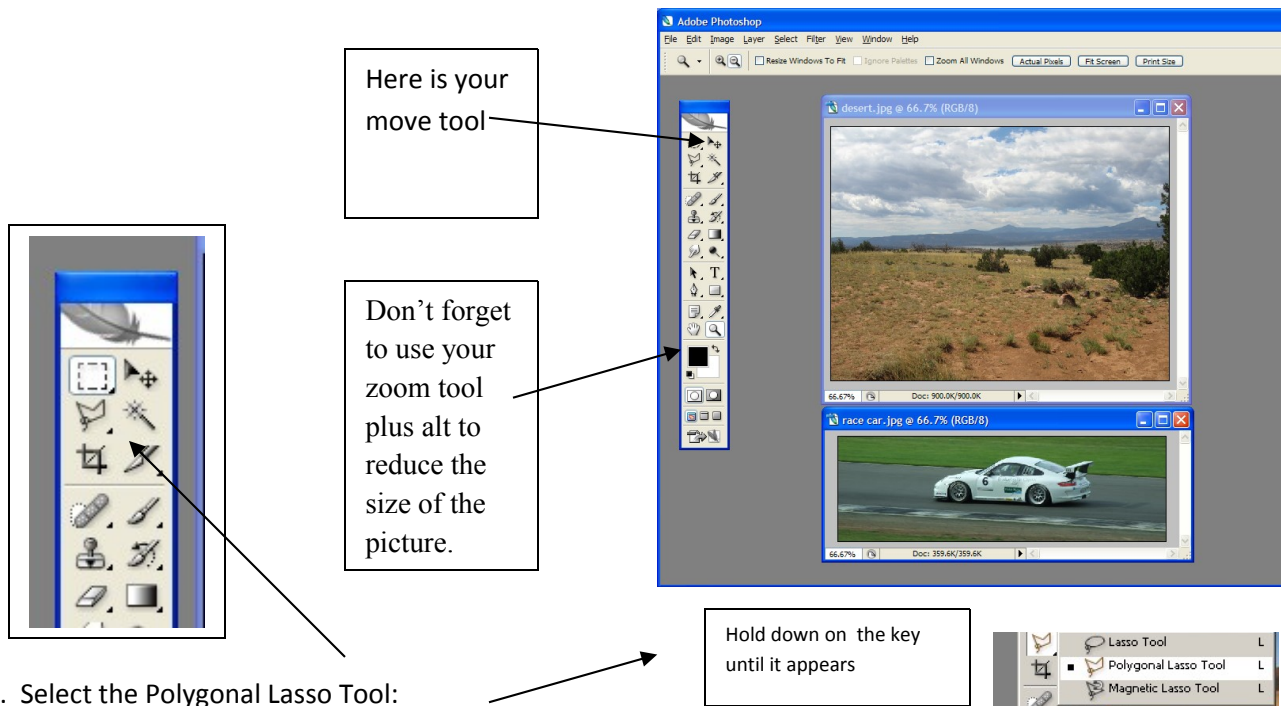 Adobe Photoshop
File Edit Image Layer Select Filter View Window Help
Resize Windows To Fit Ignore Palettes Zoom All Windows Actual Pixels Fit Screen Print Size
Here is your
move tool
desert.jpg @ 66.7% (RGB/8)
66.67% Doc: 900.0K/900.0K
Don’t forget
to use your
zoom tool
plus alt to
reduce the
size of the
picture.
T
race car.jpg @ 66.7% (RGB/8)
6
66.67% Doc: 359.6K/359.6K
Hold down on the key
until it appears
Lasso Tool L
Polygonal Lasso Tool L
Magnetic Lasso Tool L
. Select the Polygonal Lasso Tool: